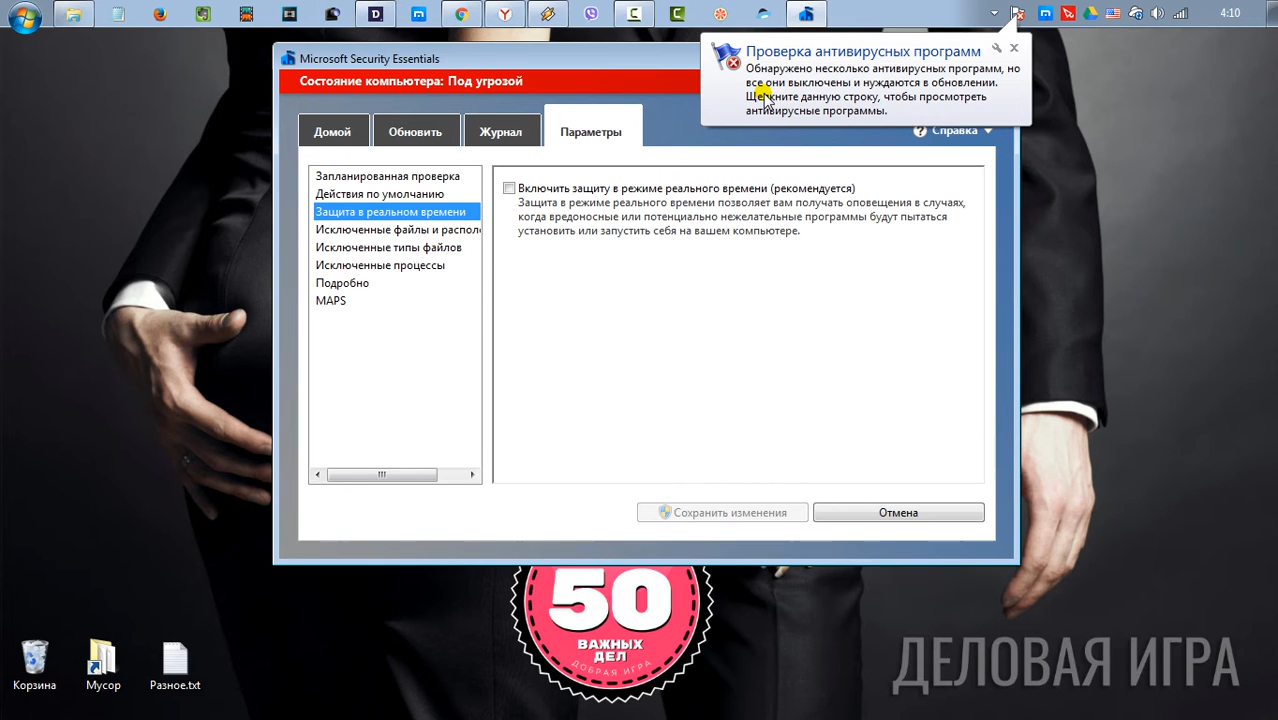 4:10
Microsoft Security Essentials
Состояние компьютера: Под угрозой
Проверка антивирусных программ
Обнаружено несколько антивирусных программ, но
все они выключены и нуждаются в обновлении.
Щелкните данную строку, чтобы просмотреть
антивирусные программы.
Домой
Обновить
Журнал
Параметры
Справка
Запланированная проверка
Действия по умолчанию
Защита в реальном времени
Исключенные файлы и распол
Исключенные типы файлов
Исключенные процессы
Подробно
MAPS
Включить защиту в режиме реального времени (рекомендуется)
Защита в режиме реального времени позволяет вам получать оповещения в случаях,
когда вредоносные или потенциально нежелательные программы будут пытаться
установить или запустить себя на вашем компьютере.
Сохранить изменения
Отмена
50
ВАЖНЫХ
ДЕЛ
ДОБРАЯ ИГРА
ДЕЛОВАЯ ИГРА
Корзина
Мусор
Разное.txt